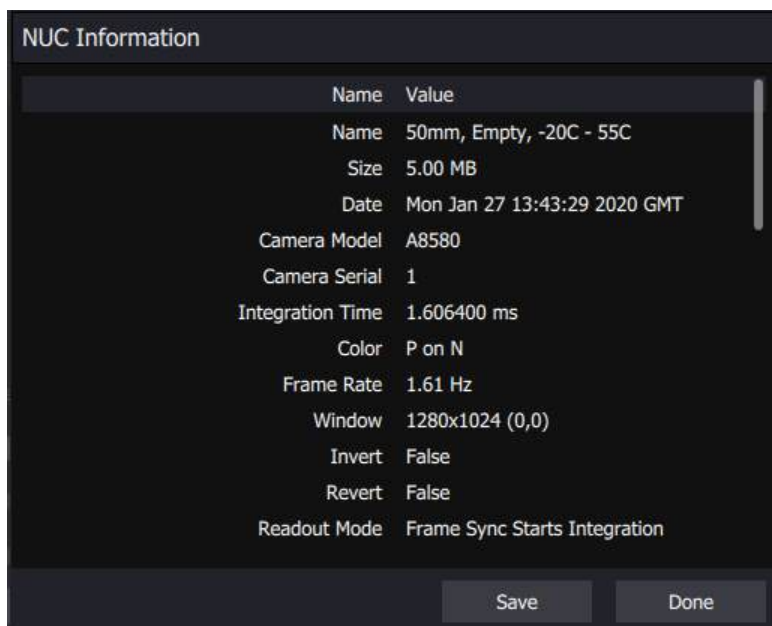 NUC Information
Name Value
Name 50mm, Empty, -20C - 55C
Size 5.00 MB
Date Mon Jan 27 13:43:29 2020 GMT
Camera Model A8580
Camera Serial 1
Integration Time 1.606400 ms
Color P on N
Frame Rate 1.61 Hz
Window 1280x1024 (0,0)
Invert False
Revert False
Readout Mode Frame Sync Starts Integration
Save Done